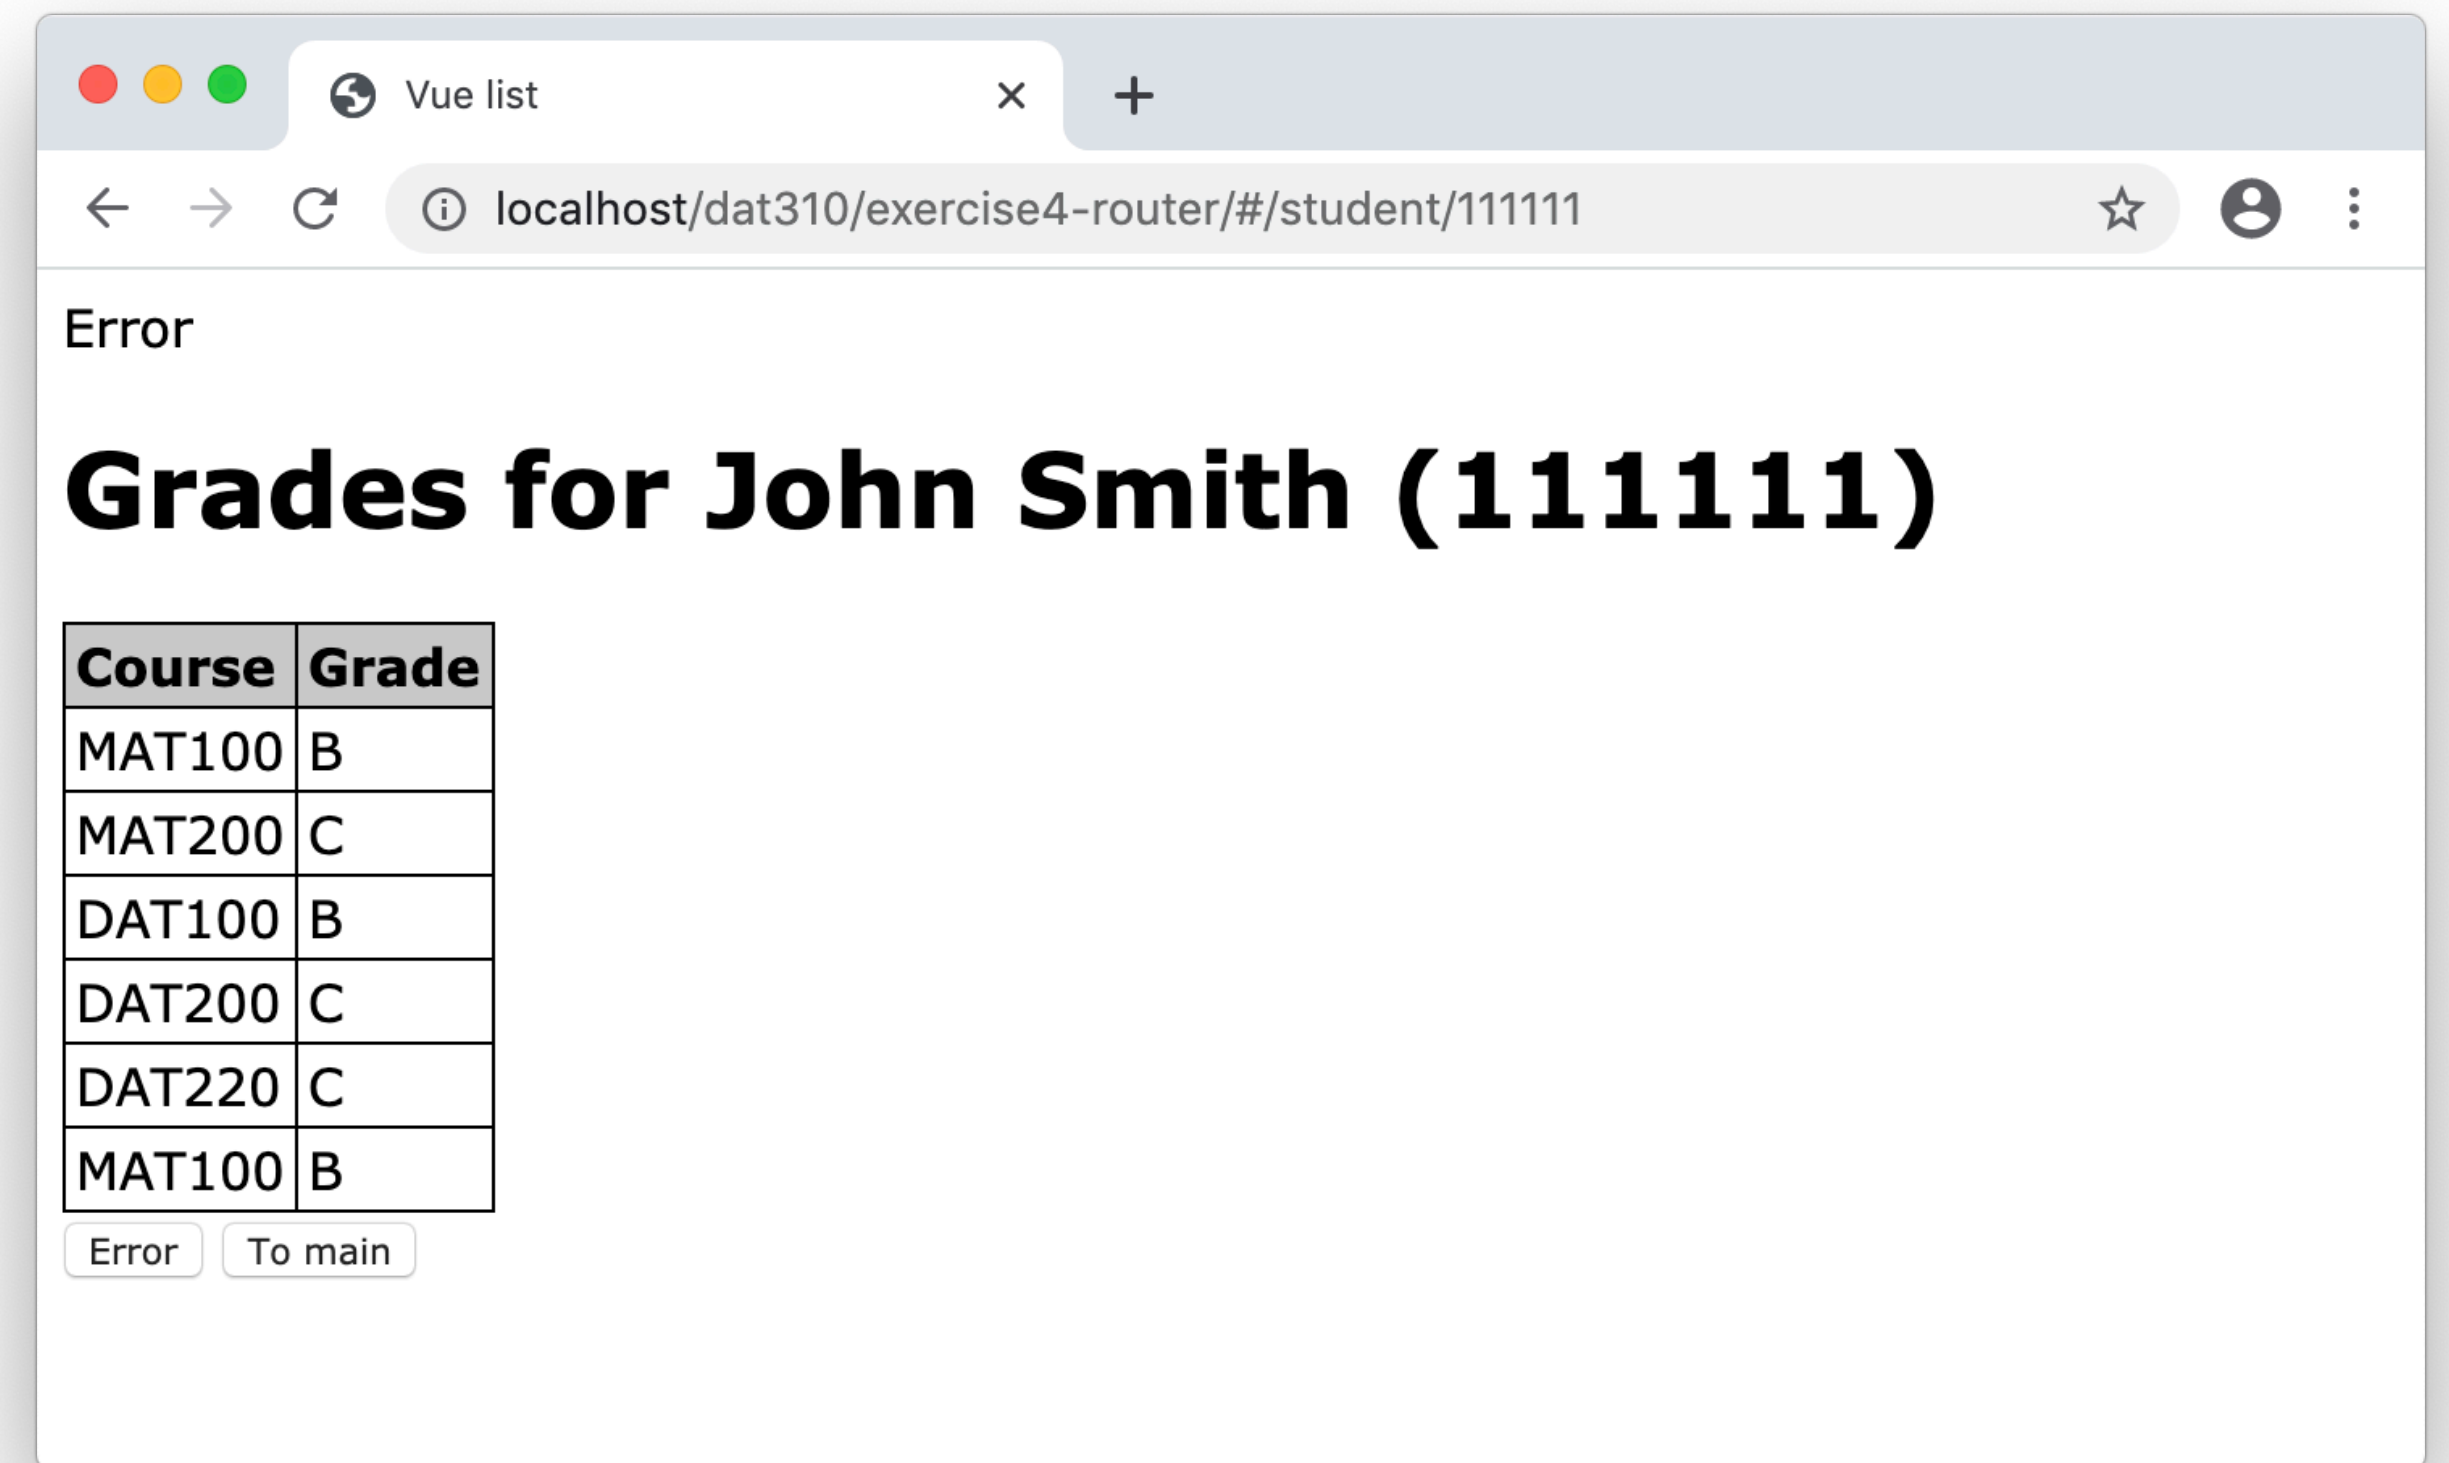 Vue list
localhost/dat310/exercise4-router/#/student/111111
Error
Grades for John Smith (111111)
Course Grade
MAT100 B
MAT200 C
DAT100 B
DAT200 C
DAT220 C
MAT100 B
Error To main